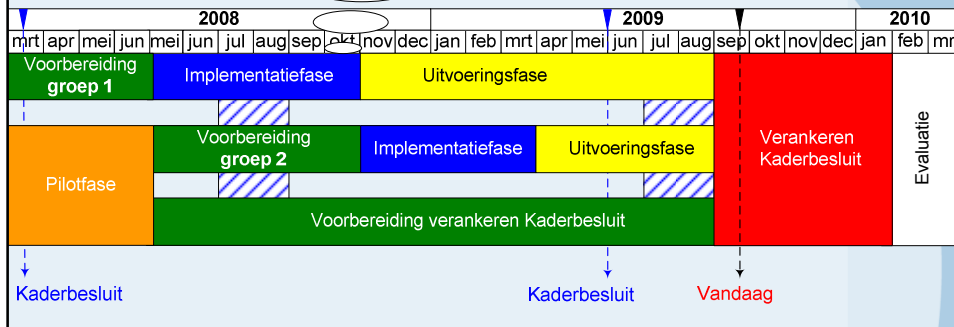 2008 2009 2010
mrt apr mei jun mei jun jul aug sep okt nov dec jan feb mrt apr mei jun jul aug sep okt nov dec jan feb mr
Voorbereiding
groep 1
Implementatiefase
Uitvoeringsfase
Pilotfase
Voorbereiding
groep 2
Implementatiefase
Uitvoeringsfase
Voorbereiding verankeren Kaderbesluit
Verankeren
Kaderbesluit
Evaluatie
Kaderbesluit Kaderbesluit Vandaag